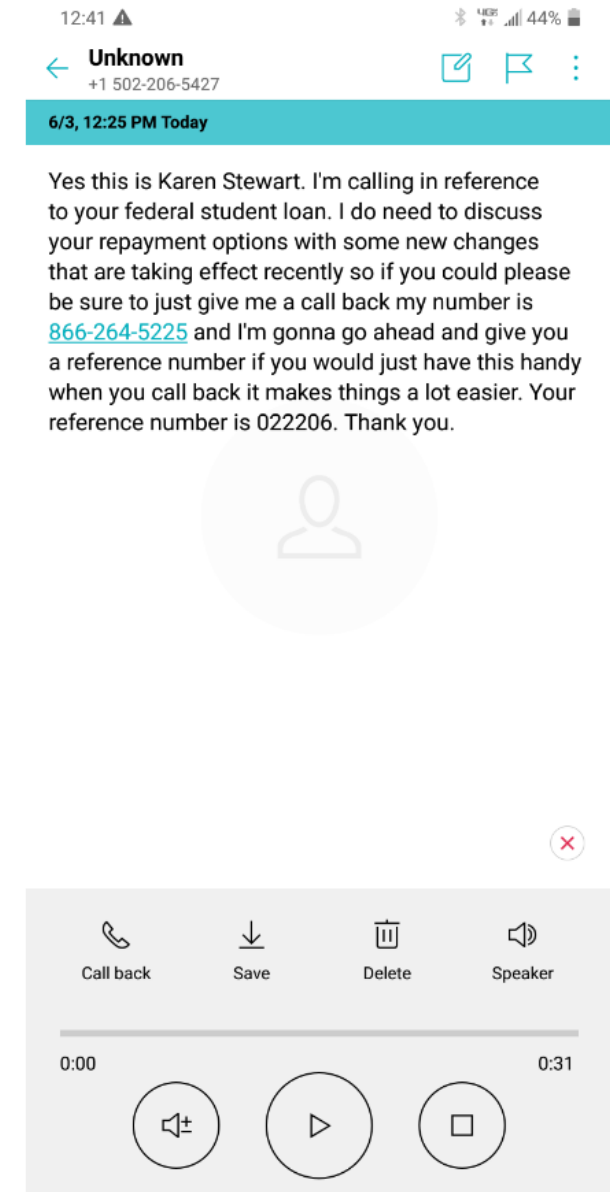 12:41 44%
Unknown
+1 502-206-5427
6/3, 12:25 PM Today
Yes this is Karen Stewart. I'm calling in reference
to your federal student loan. I do need to discuss
your repayment options with some new changes
that are taking effect recently so if you could please
be sure to just give me a call back my number is
866-264-5225 and I'm gonna go ahead and give you
a reference number if you would just have this handy
when you call back it makes things a lot easier. Your
reference number is 022206. Thank you.
Call back Save Delete Speaker
0:00 0:31